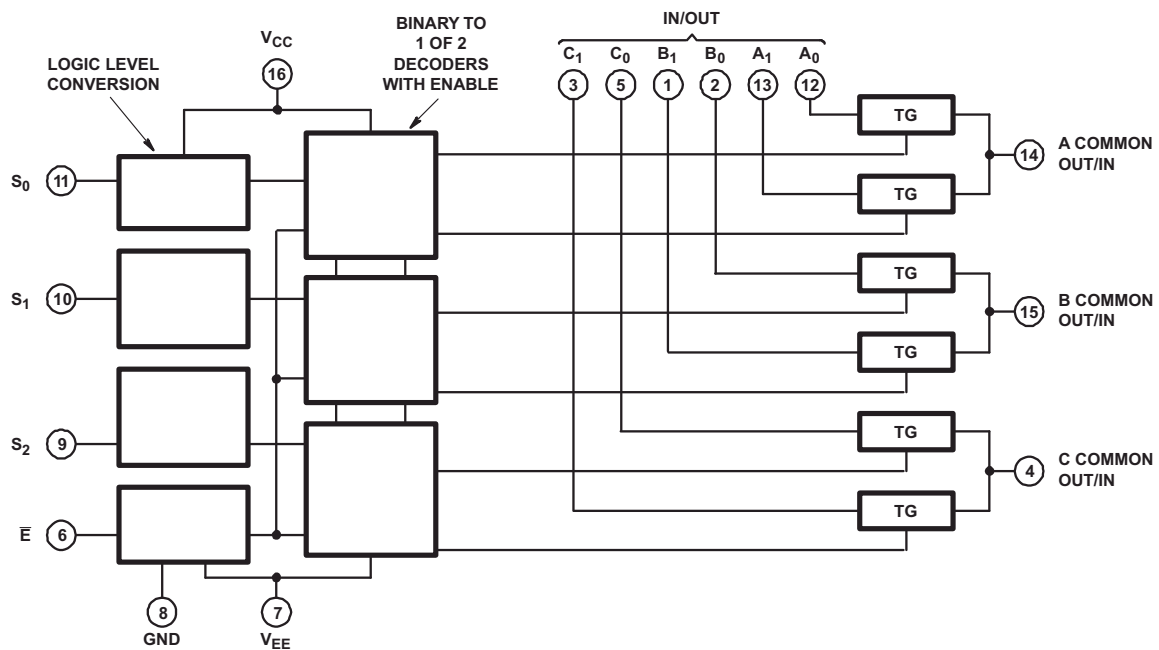 IN/OUT
BINARY TO
1 OF 2
DECODERS
WITH ENABLE
VCC
LOGIC LEVEL
CONVERSION
C1 C0 B1 B0 A1 A0
16 3 5 1 2 13 12
TG
A COMMON
OUT/IN
14
S0 11
TG
TG
B COMMON
OUT/IN
15
S1 10
TG
TG
C COMMON
OUT/IN
4
S2 9
TG
E̅ 6
8 7
GND VEE